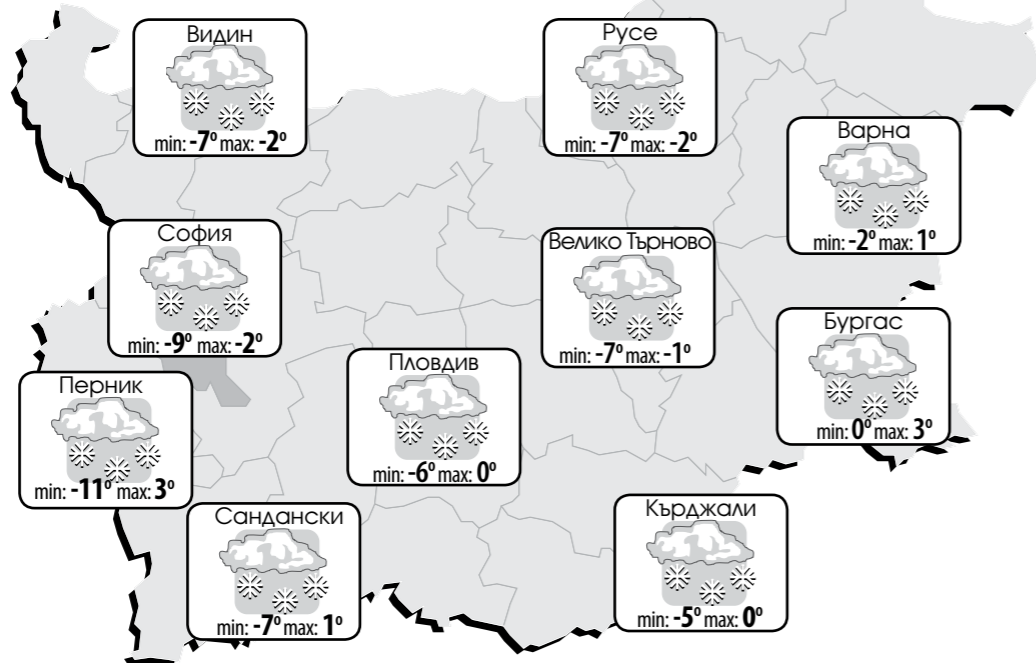 Видин
min: -7° max: -2°
Русе
min: -7° max: -2°
Варна
min: -2° max: 1°
София
min: -9° max: -2°
Велико Търново
min: -7° max: -1°
Бургас
min: 0° max: 3°
Пловдив
min: -6° max: 0°
Перник
min: -11° max: 3°
Сандански
min: -7° max: 1°
Кърджали
min: -5° max: 0°